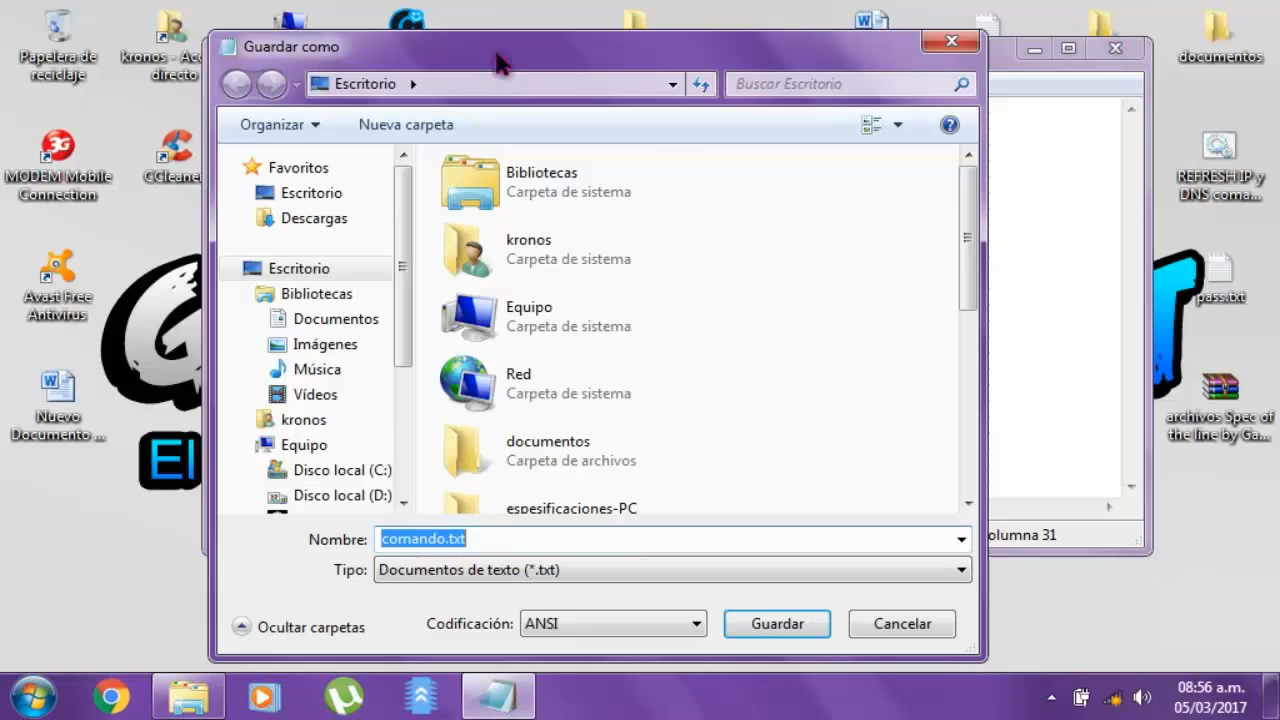 Papelera de
reciclaje
kronos - Acc
directo
documentos
Guardar como
Escritorio
Buscar Escritorio
Organizar
Nueva carpeta
MODEM Mobile
Connection
CCleaner
REFRESH IP y
DNS coma...
Favoritos
Escritorio
Descargas
Escritorio
Bibliotecas
Documentos
Imágenes
Música
Vídeos
kronos
Equipo
Disco local (C:)
Disco local (D:)
Bibliotecas
Carpeta de sistema
kronos
Carpeta de sistema
Equipo
Carpeta de sistema
Red
Carpeta de sistema
documentos
Carpeta de archivos
espesificaciones-PC
Avast Free
Antivirus
pass.txt
Nuevo
Documento ...
archivos Spec of
the line by Ga...
El
Nombre: comando.txt
Tipo: Documentos de texto (*.txt)
olumna 31
Ocultar carpetas
Codificación: ANSI
Guardar
Cancelar
08:56 a.m.
05/03/2017